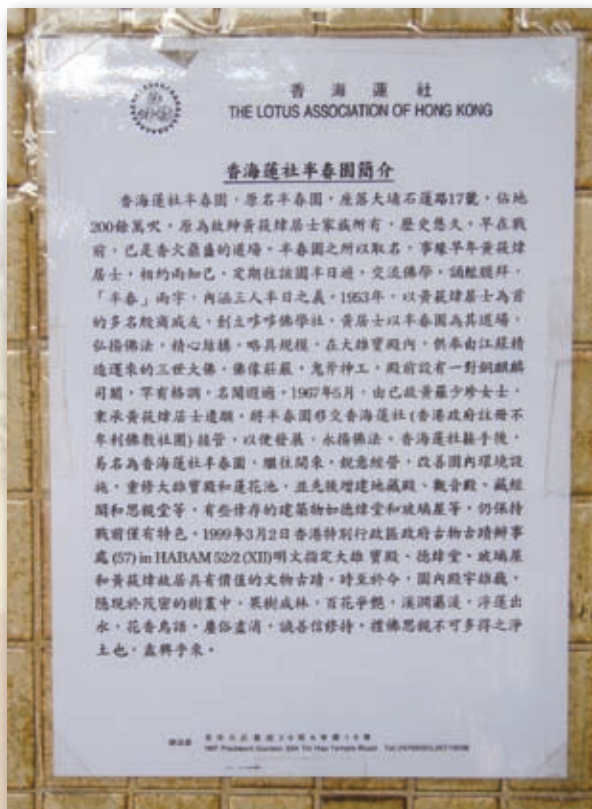 香海蓮社
THE LOTUS ASSOCIATION OF HONG KONG
香海蓮社半春園簡介
香海蓮社半春園,原名半春園,座落大埔石蓮路17號,佔地
200餘萬呎,原為故紳黃筱煒居士家族所有,歷史悠久,早在戰
前,已是香火鼎盛的道場。半春園之所以取名,事緣早年黃筱煒
居士,相約兩知己,定期往該園半日遊,交流佛學,誦經膜拜,
「半春」兩字,內涵三人半日之義,1953年,以黃筱煒居士為首
的多名殷商戚友,創立哆哆佛學社,黃居士以半春園為其道場,
弘揚佛法,精心結構,略具規模,在大雄寶殿內,供奉由江蘇精
造運來的三世大佛,佛像莊嚴,鬼斧神工,殿前設有一對銅麒麟
司閽,罕有格調,名聞遐邇,1967年5月,由已故黃羅少珍女士,
秉承黃筱煒居士遺願,將半春園移交香海蓮社(香港政府註冊不
牟利佛教社團)接管,以便發展,永揚佛法。香海蓮社接手後,
易名為香海蓮社半春園,繼往開來,銳意經營,改善園內環境設
施,重修大雄寶殿和蓮花池,並先後增建地藏殿、觀音殿、藏經
閣和思親堂等,有些倖存的建築物如德煒堂和玻璃屋等,仍保持
戰前僅有特色,1999年3月2日香港特別行政區政府古物古蹟辦事
處(57) in HABAM 52/2 (XII)明文指定大雄 寶殿、德煒堂、玻璃屋
和黃筱煒故居具有價值的文物古蹟。時至於今,園內殿宇雄巍,
隱現於茂密的樹叢中,果樹成林,百花爭艷,溪澗潺湲,浮蓮出
水,花香鳥語,塵俗盡消,誠善信修持,禮佛思親不可多得之淨
土也,盍興乎來。